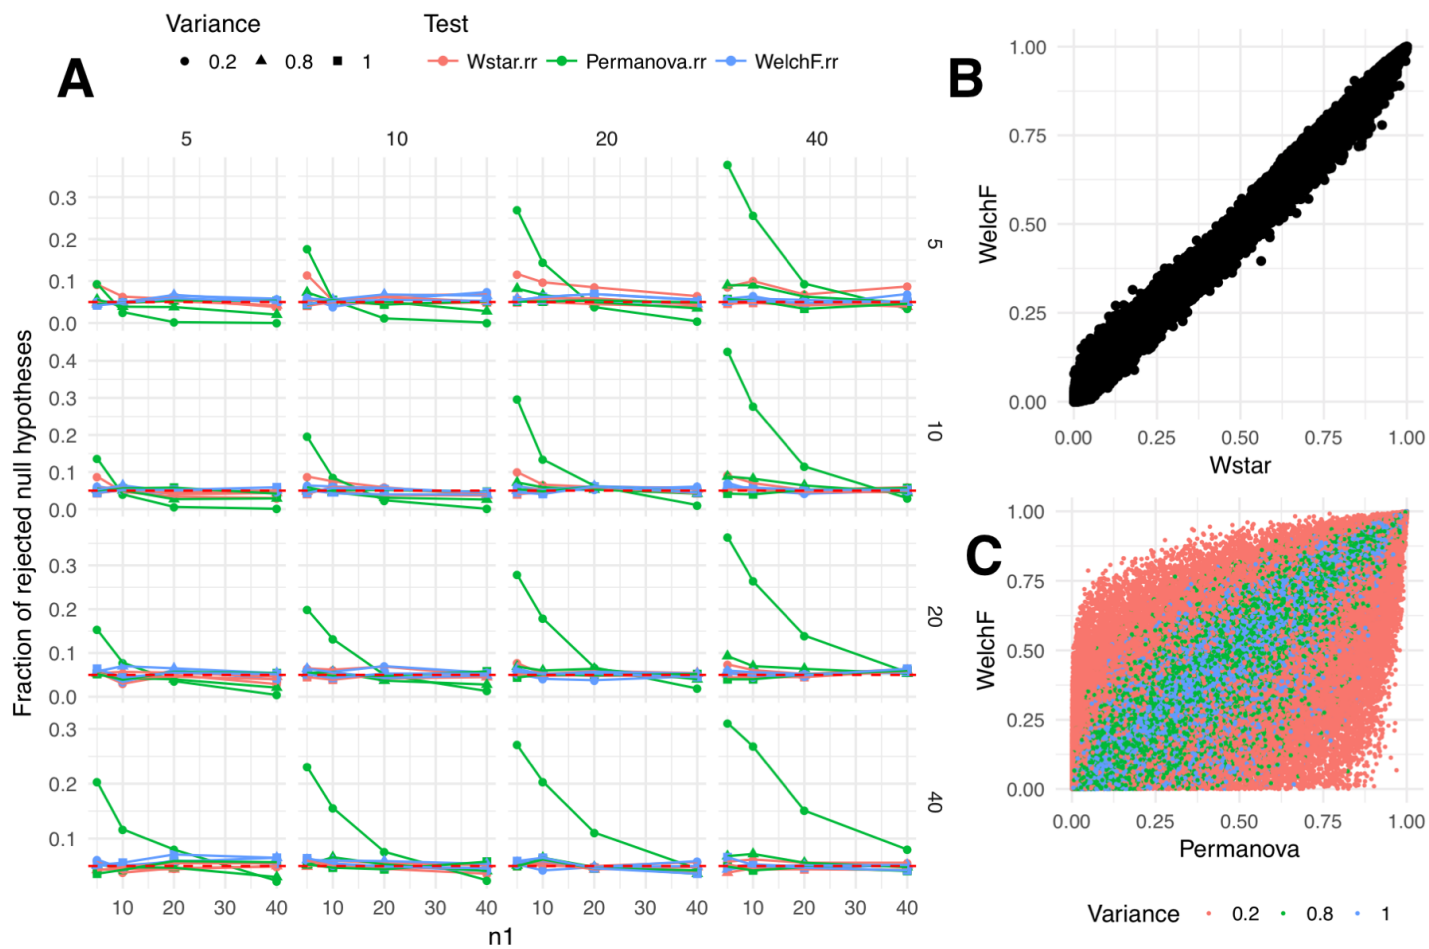 Variance
0.2 0.8 1
Test
Wstar.rr Permanova.rr WelchF.rr
A
5 10 20 40
Fraction of rejected null hypotheses
0.3
0.2
0.1
0.0
5
0.4
0.3
0.2
0.1
0.0
10
0.3
0.2
0.1
0.0
20
0.3
0.2
0.1
40
10 20 30 40 10 20 30 40 10 20 30 40 10 20 30 40
n1
B
WelchF
1.00
0.75
0.50
0.25
0.00
0.00 0.25 0.50 0.75 1.00
Wstar
C
WelchF
1.00
0.75
0.50
0.25
0.00
0.00 0.25 0.50 0.75 1.00
Permanova
Variance 0.2 0.8 1